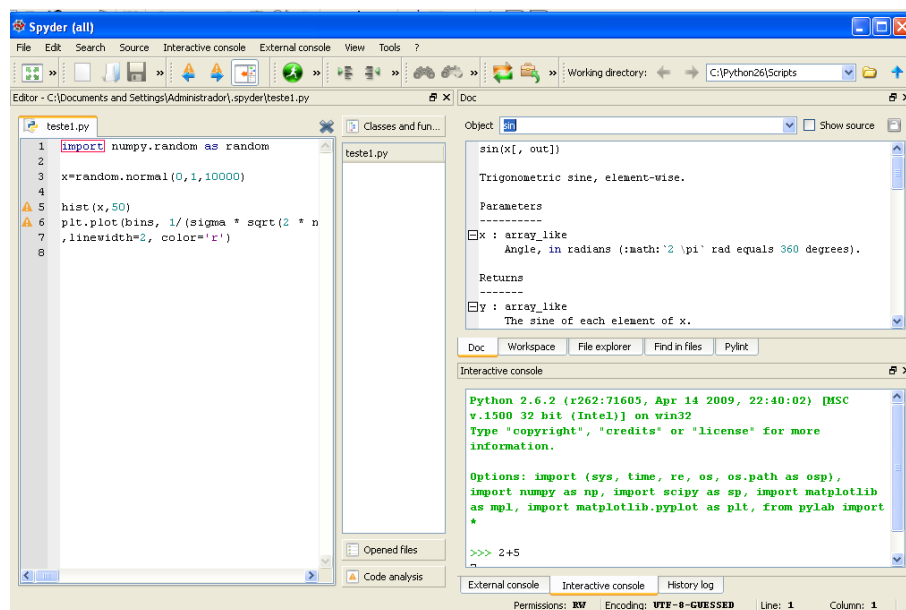 Spyder (all)
File Edit Search Source Interactive console External console View Tools ?
» » » » » Working directory: C:\Python26\Scripts
Editor - C:\Documents and Settings\Administrador\.spyder\teste1.py
teste1.py
1 import numpy.random as random
2
3 x=random.normal(0,1,10000)
4
5 hist(x,50)
6 plt.plot(bins, 1/(sigma * sqrt(2 * n
7 ,linewidth=2, color='r')
8
Classes and fun...
teste1.py
Opened files
Code analysis
Doc
Object sin Show source
sin(x[, out])
Trigonometric sine, element-wise.
Parameters
----------
x : array_like
Angle, in radians (:math:`2 \pi` rad equals 360 degrees).
Returns
-------
y : array_like
The sine of each element of x.
Doc Workspace File explorer Find in files Pylint
Interactive console
Python 2.6.2 (r262:71605, Apr 14 2009, 22:40:02) [MSC
v.1500 32 bit (Intel)] on win32
Type "copyright", "credits" or "license" for more
information.
Options: import (sys, time, re, os, os.path as osp),
import numpy as np, import scipy as sp, import matplotlib
as mpl, import matplotlib.pyplot as plt, from pylab import
*
>>> 2+5
External console Interactive console History log
Permissions: RW Encoding: UTF-8-GUESSED Line: 1 Column: 1